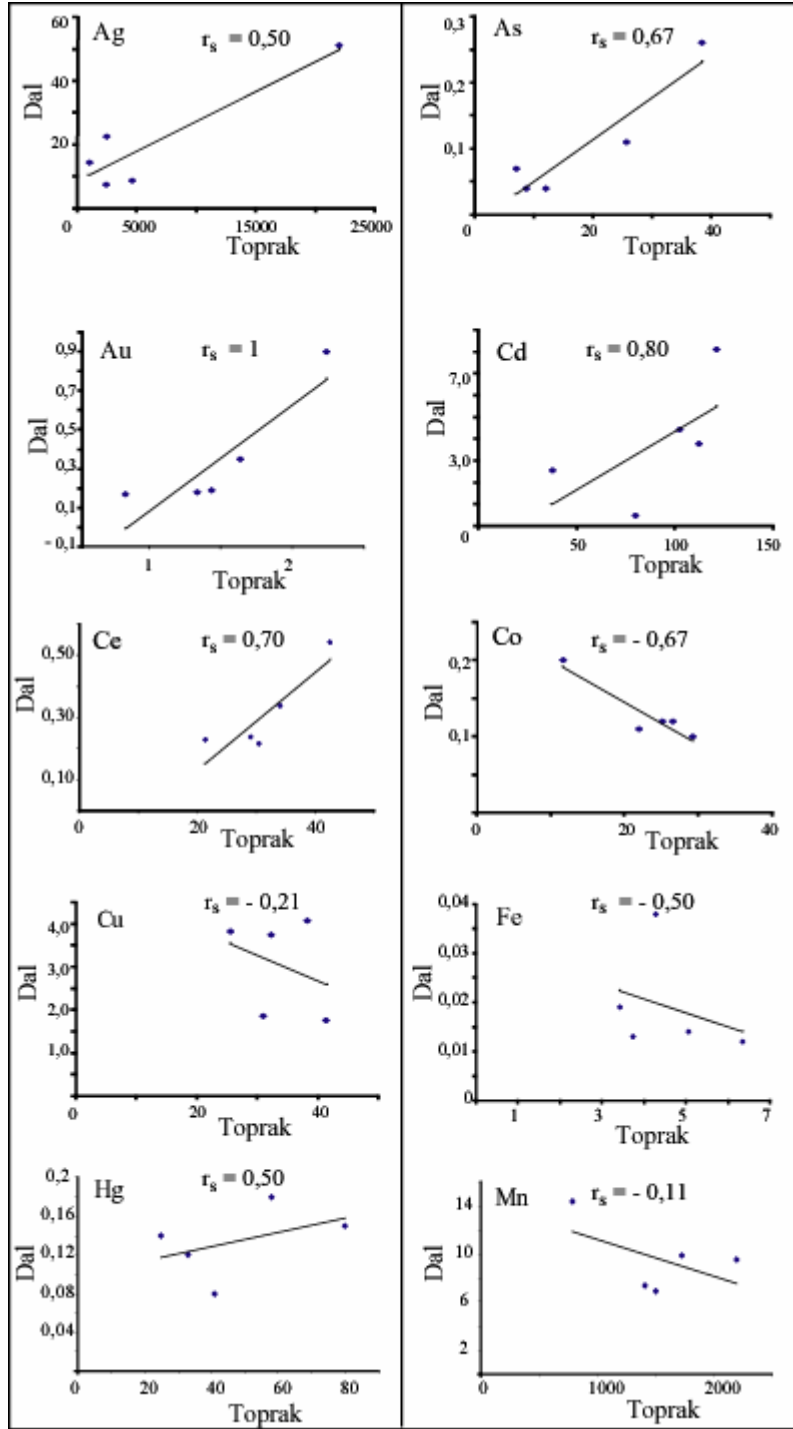 Ag
rₛ = 0,50
Dal
60
40
20
0
0 5000 15000 25000
Toprak
As
rₛ = 0,67
Dal
0,3
0,2
0,1
0
0 20 40
Toprak
Au
rₛ = 1
Dal
0,9
0,7
0,5
0,3
0,1
- 0,1
1 2
Toprak
Cd
rₛ = 0,80
Dal
7,0
3,0
0
50 100 150
Toprak
Ce
rₛ = 0,70
Dal
0,50
0,30
0,10
0 20 40
Toprak
Co
rₛ = - 0,67
Dal
0,2
0,1
0 20 40
Toprak
Cu
rₛ = - 0,21
Dal
4,0
3,0
2,0
1,0
0 20 40
Toprak
Fe
rₛ = - 0,50
Dal
0,04
0,03
0,02
0,01
0
1 3 5 7
Toprak
Hg
rₛ = 0,50
Dal
0,2
0,16
0,12
0,08
0,04
0 20 40 60 80
Toprak
Mn
rₛ = - 0,11
Dal
14
10
6
2
0 1000 2000
Toprak